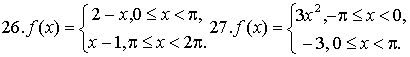 26. f(x) = { 2 − x, 0 ≤ x < π,  27. f(x) = { 3x², −π ≤ x < 0,
x − 1, π ≤ x < 2π.  − 3, 0 ≤ x < π.